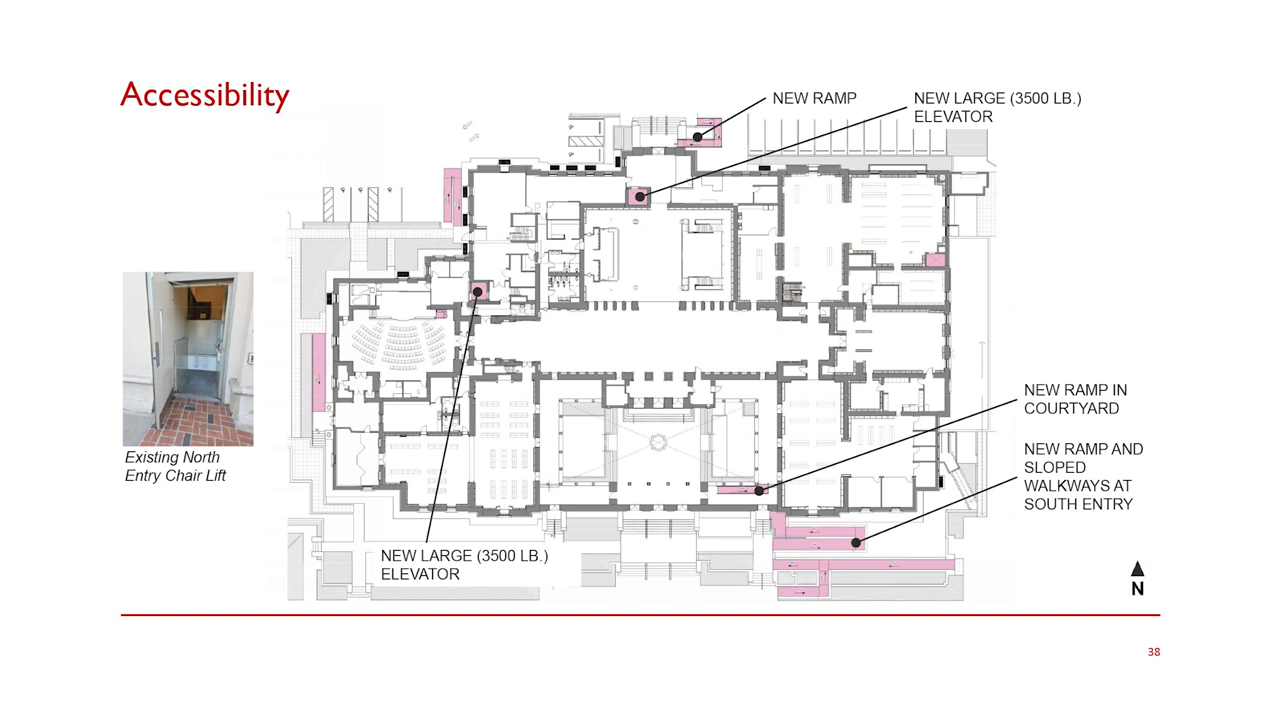 Accessibility
NEW RAMP
NEW LARGE (3500 LB.)
ELEVATOR
Existing North
Entry Chair Lift
NEW RAMP IN
COURTYARD
NEW RAMP AND
SLOPED
WALKWAYS AT
SOUTH ENTRY
NEW LARGE (3500 LB.)
ELEVATOR
N
38